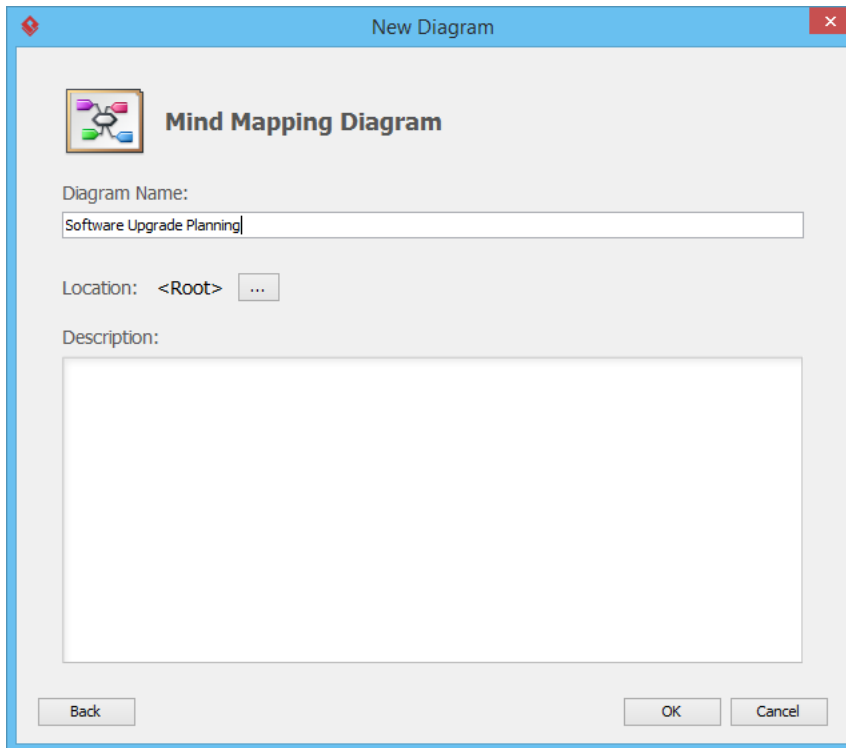 New Diagram
Mind Mapping Diagram
Diagram Name:
Software Upgrade Planning
Location: <Root> ...
Description:
Back OK Cancel